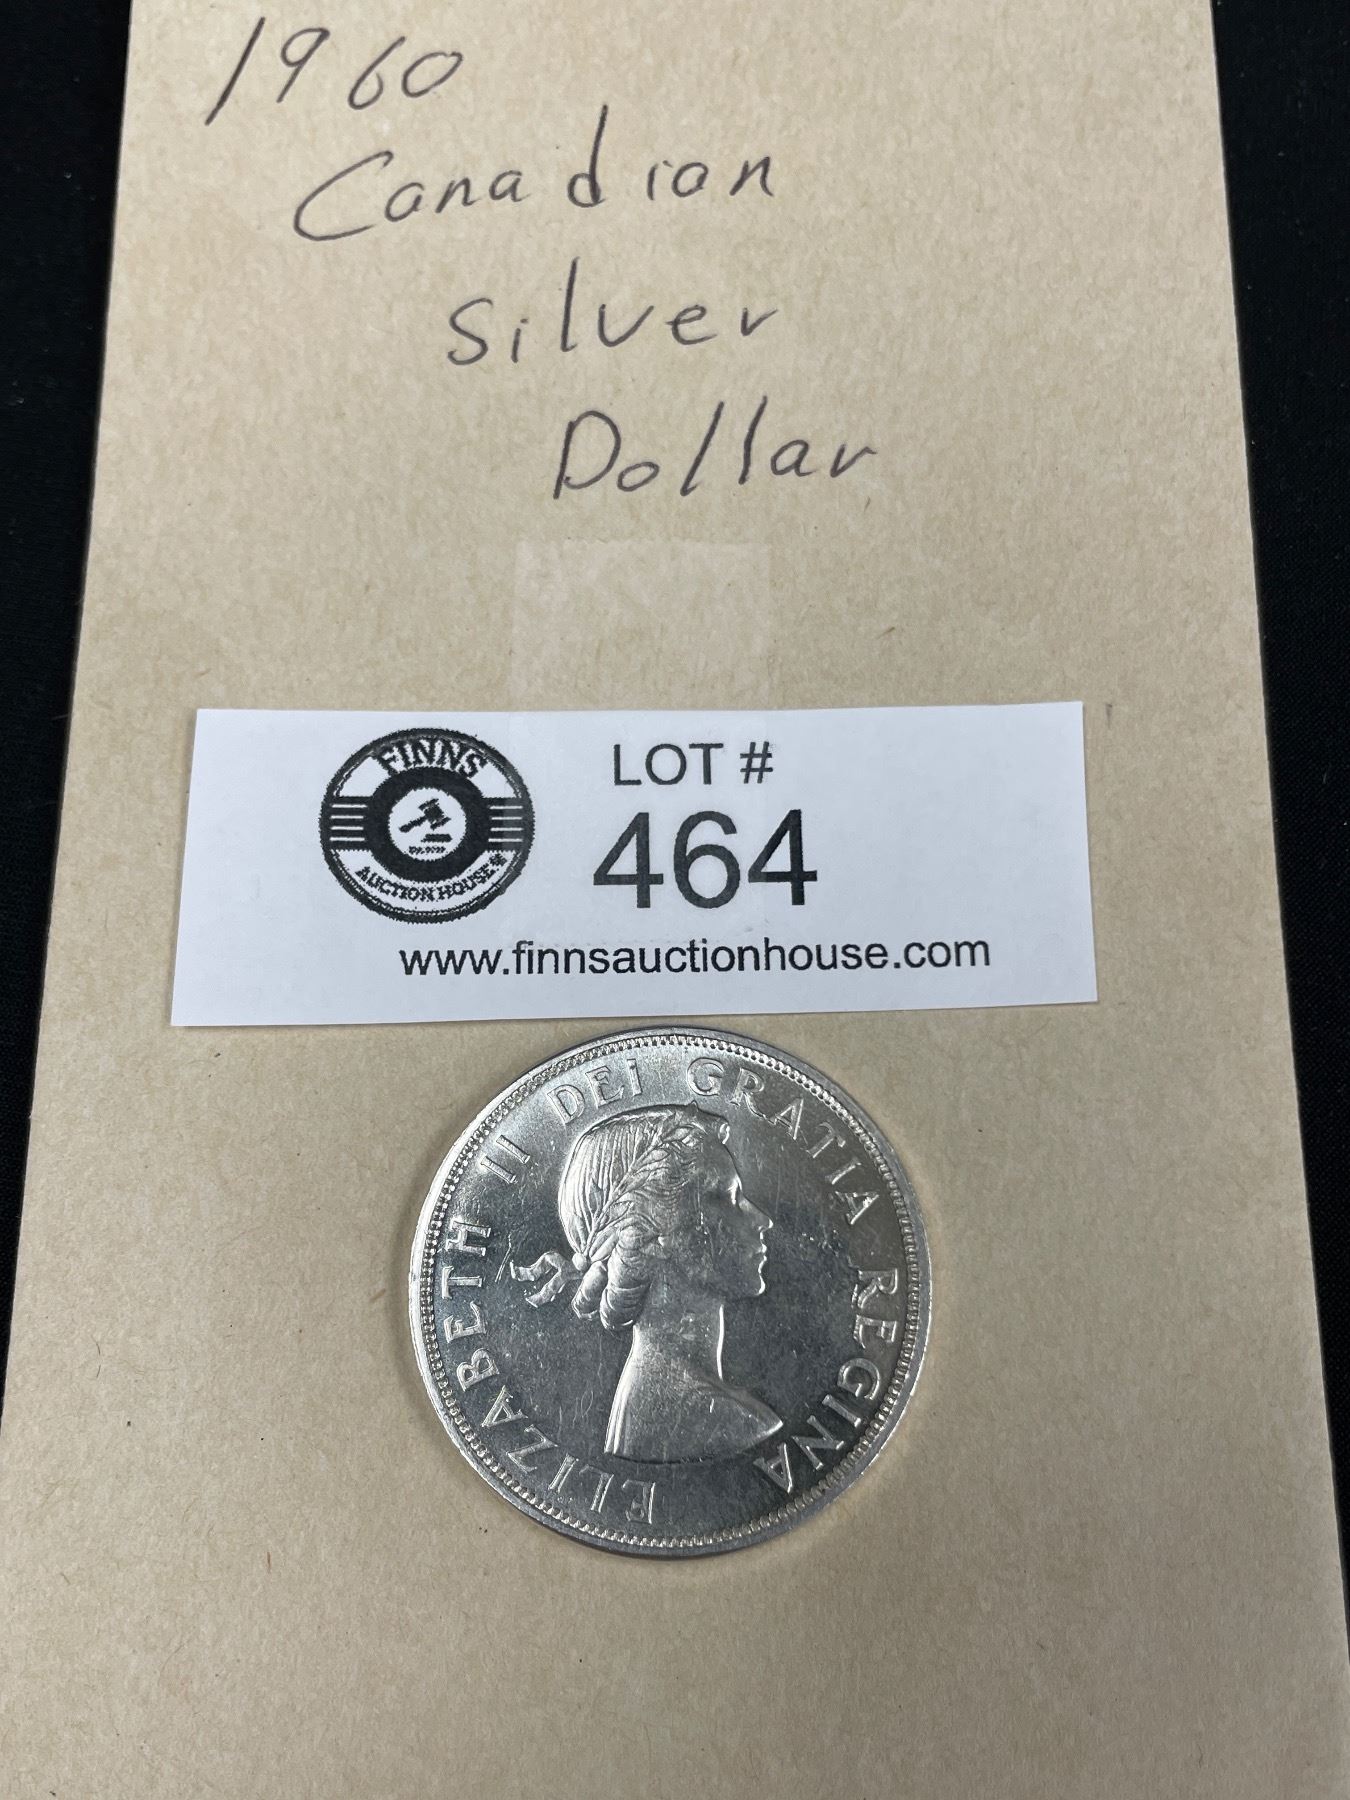 1960
Canadian
Silver
Dollar
FINNS
AUCTION HOUSE
LOT #
464
www.finnsauctionhouse.com
ELIZABETH II DEI GRATIA REGINA